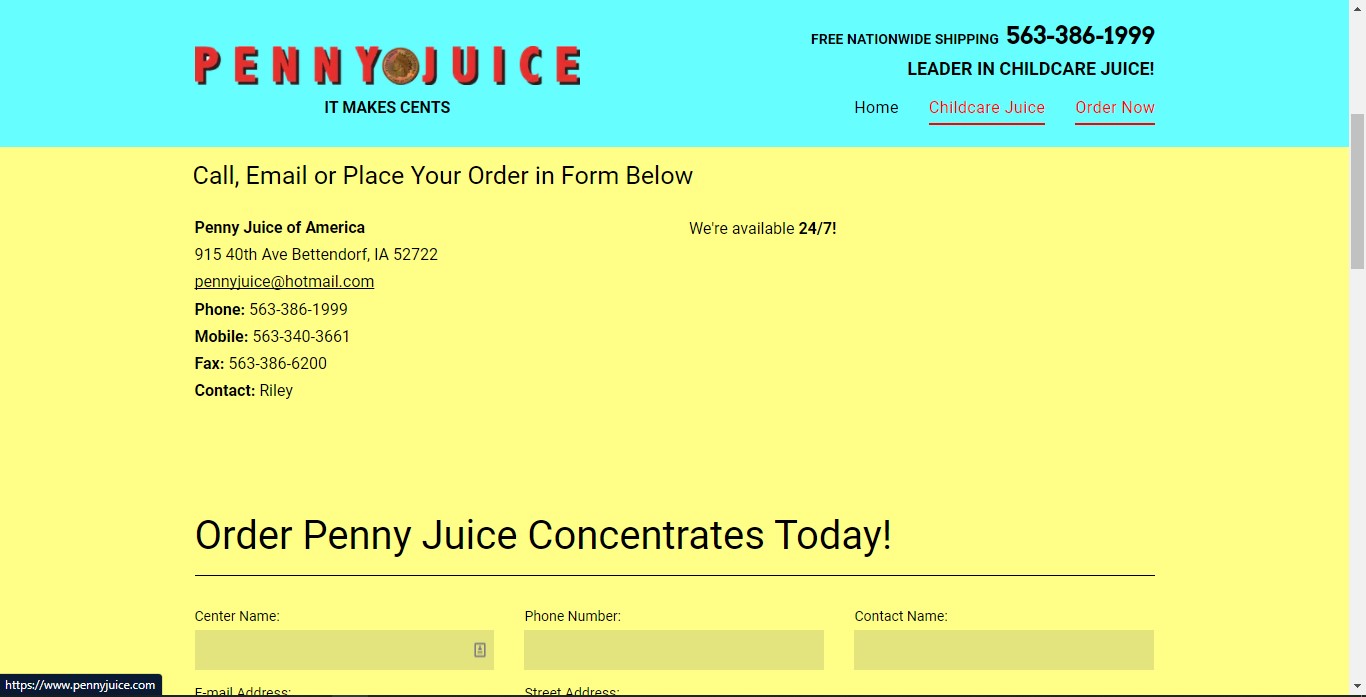 PENNY JUICE
IT MAKES CENTS
FREE NATIONWIDE SHIPPING 563-386-1999
LEADER IN CHILDCARE JUICE!
Home Childcare Juice Order Now
Call, Email or Place Your Order in Form Below
Penny Juice of America
915 40th Ave Bettendorf, IA 52722
pennyjuice@hotmail.com
Phone: 563-386-1999
Mobile: 563-340-3661
Fax: 563-386-6200
Contact: Riley
We're available 24/7!
Order Penny Juice Concentrates Today!
Center Name: Phone Number: Contact Name:
E-mail Address: Street Address:
https://www.pennyjuice.com